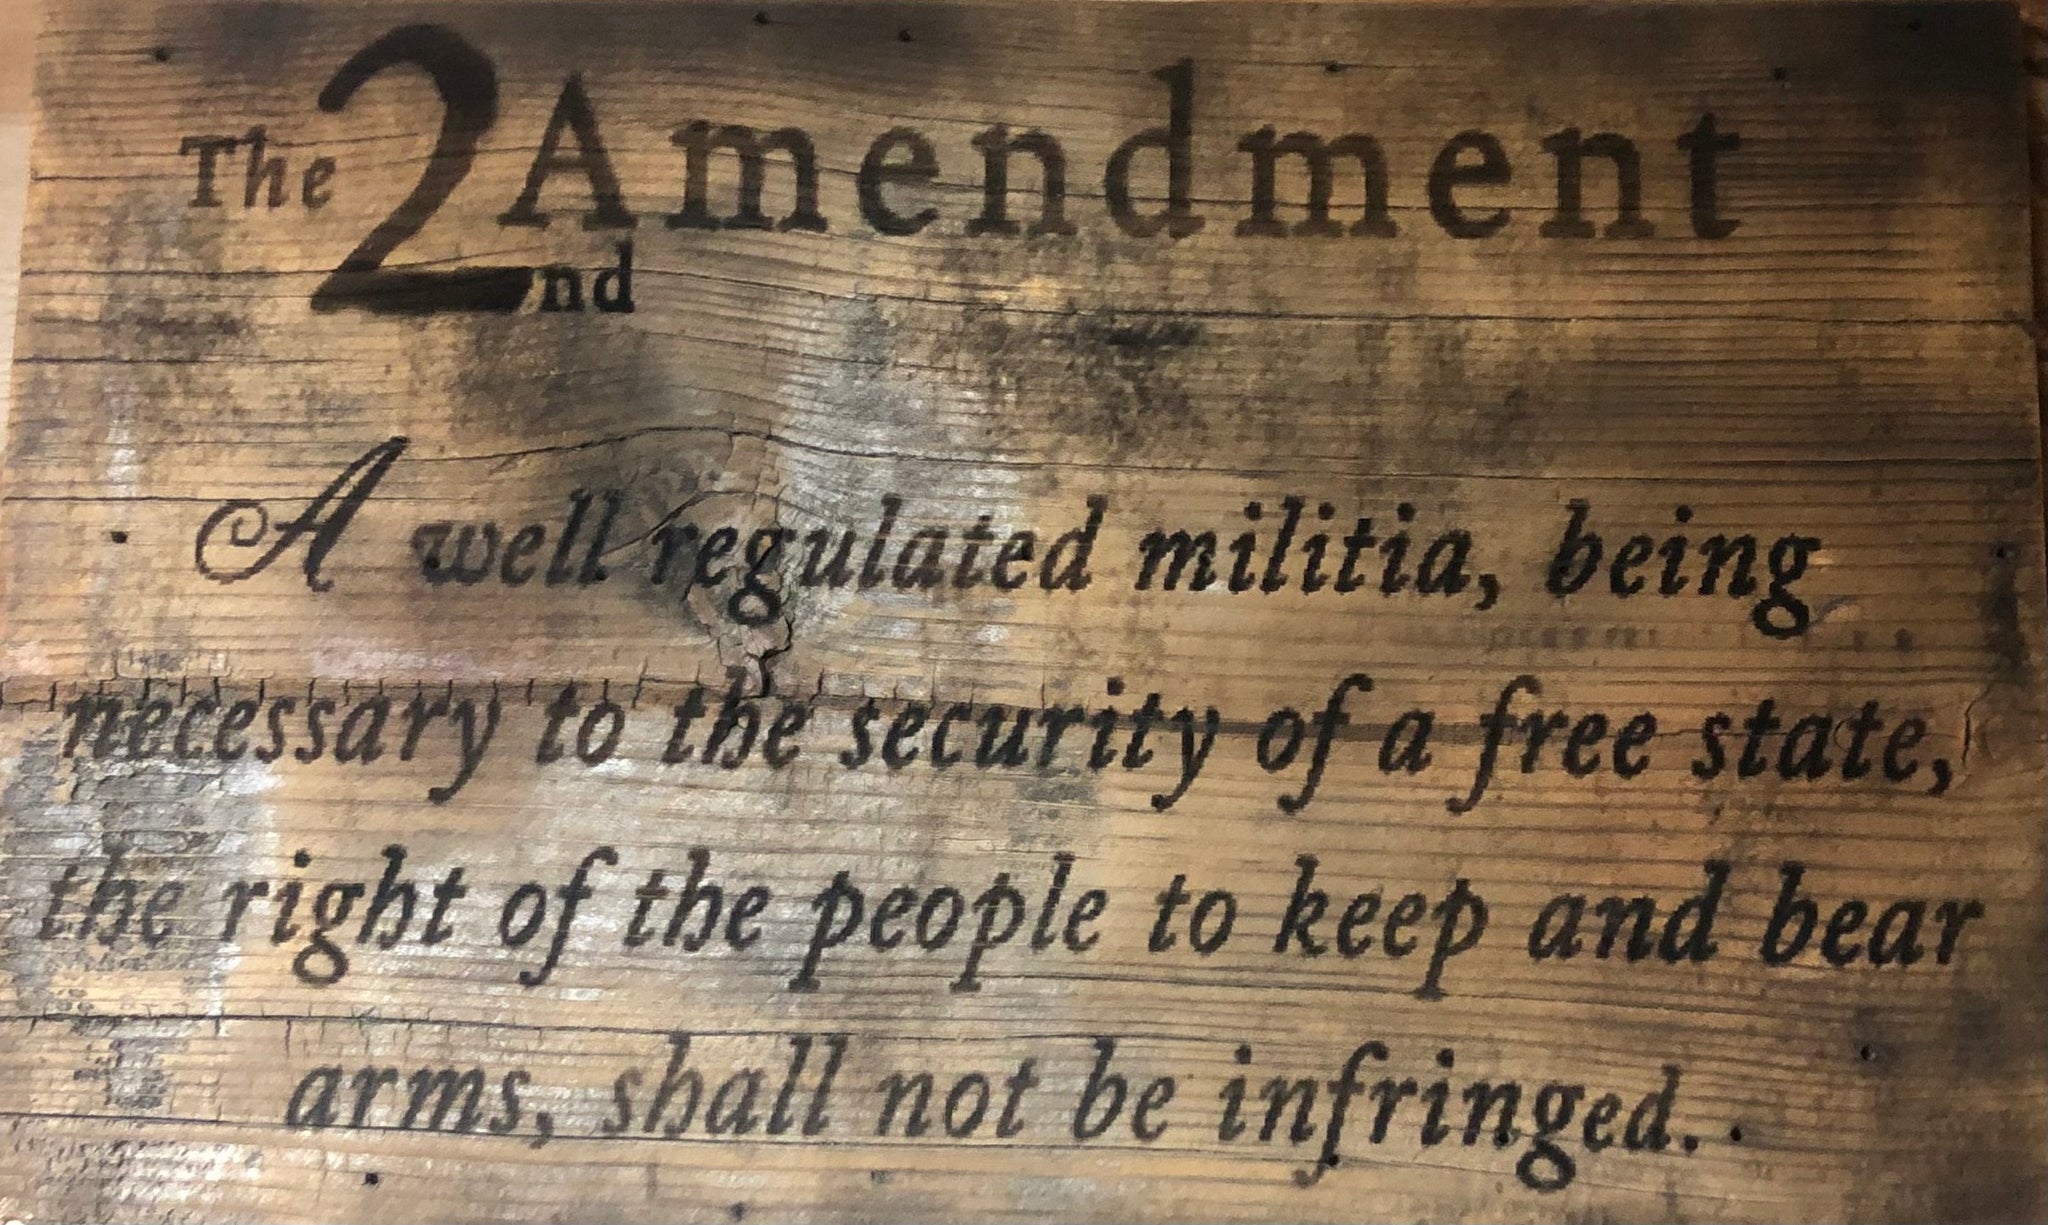 The 2nd Amendment
A well regulated militia, being
necessary to the security of a free state,
the right of the people to keep and bear
arms, shall not be infringed.